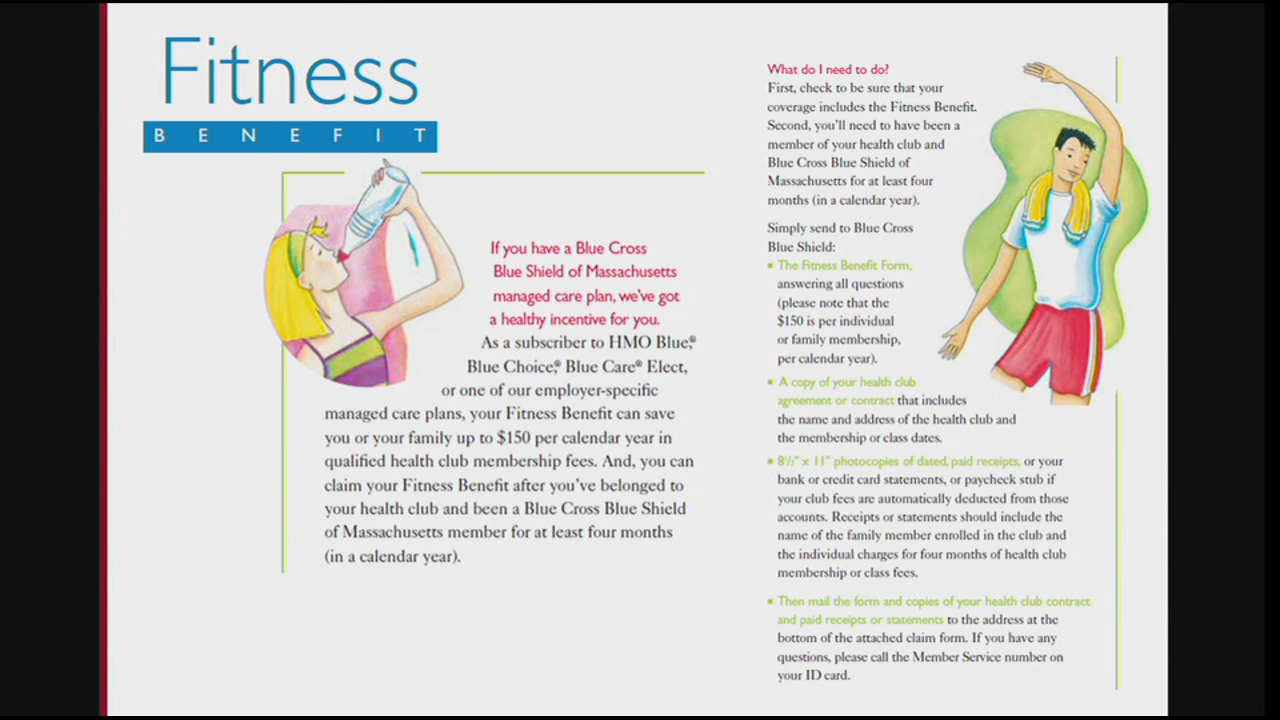 Fitness
BENEFIT
If you have a Blue Cross
Blue Shield of Massachusetts
managed care plan, we've got
a healthy incentive for you.
As a subscriber to HMO Blue,®
Blue Choice,® Blue Care® Elect,
or one of our employer-specific
managed care plans, your Fitness Benefit can save
you or your family up to $150 per calendar year in
qualified health club membership fees. And, you can
claim your Fitness Benefit after you've belonged to
your health club and been a Blue Cross Blue Shield
of Massachusetts member for at least four months
(in a calendar year).
What do I need to do?
First, check to be sure that your
coverage includes the Fitness Benefit.
Second, you'll need to have been a
member of your health club and
Blue Cross Blue Shield of
Massachusetts for at least four
months (in a calendar year).
Simply send to Blue Cross
Blue Shield:
▪ The Fitness Benefit Form,
answering all questions
(please note that the
$150 is per individual
or family membership,
per calendar year).
▪ A copy of your health club
agreement or contract that includes
the name and address of the health club and
the membership or class dates.
▪ 8½" x 11" photocopies of dated, paid receipts, or your
bank or credit card statements, or paycheck stub if
your club fees are automatically deducted from those
accounts. Receipts or statements should include the
name of the family member enrolled in the club and
the individual charges for four months of health club
membership or class fees.
▪ Then mail the form and copies of your health club contract
and paid receipts or statements to the address at the
bottom of the attached claim form. If you have any
questions, please call the Member Service number on
your ID card.